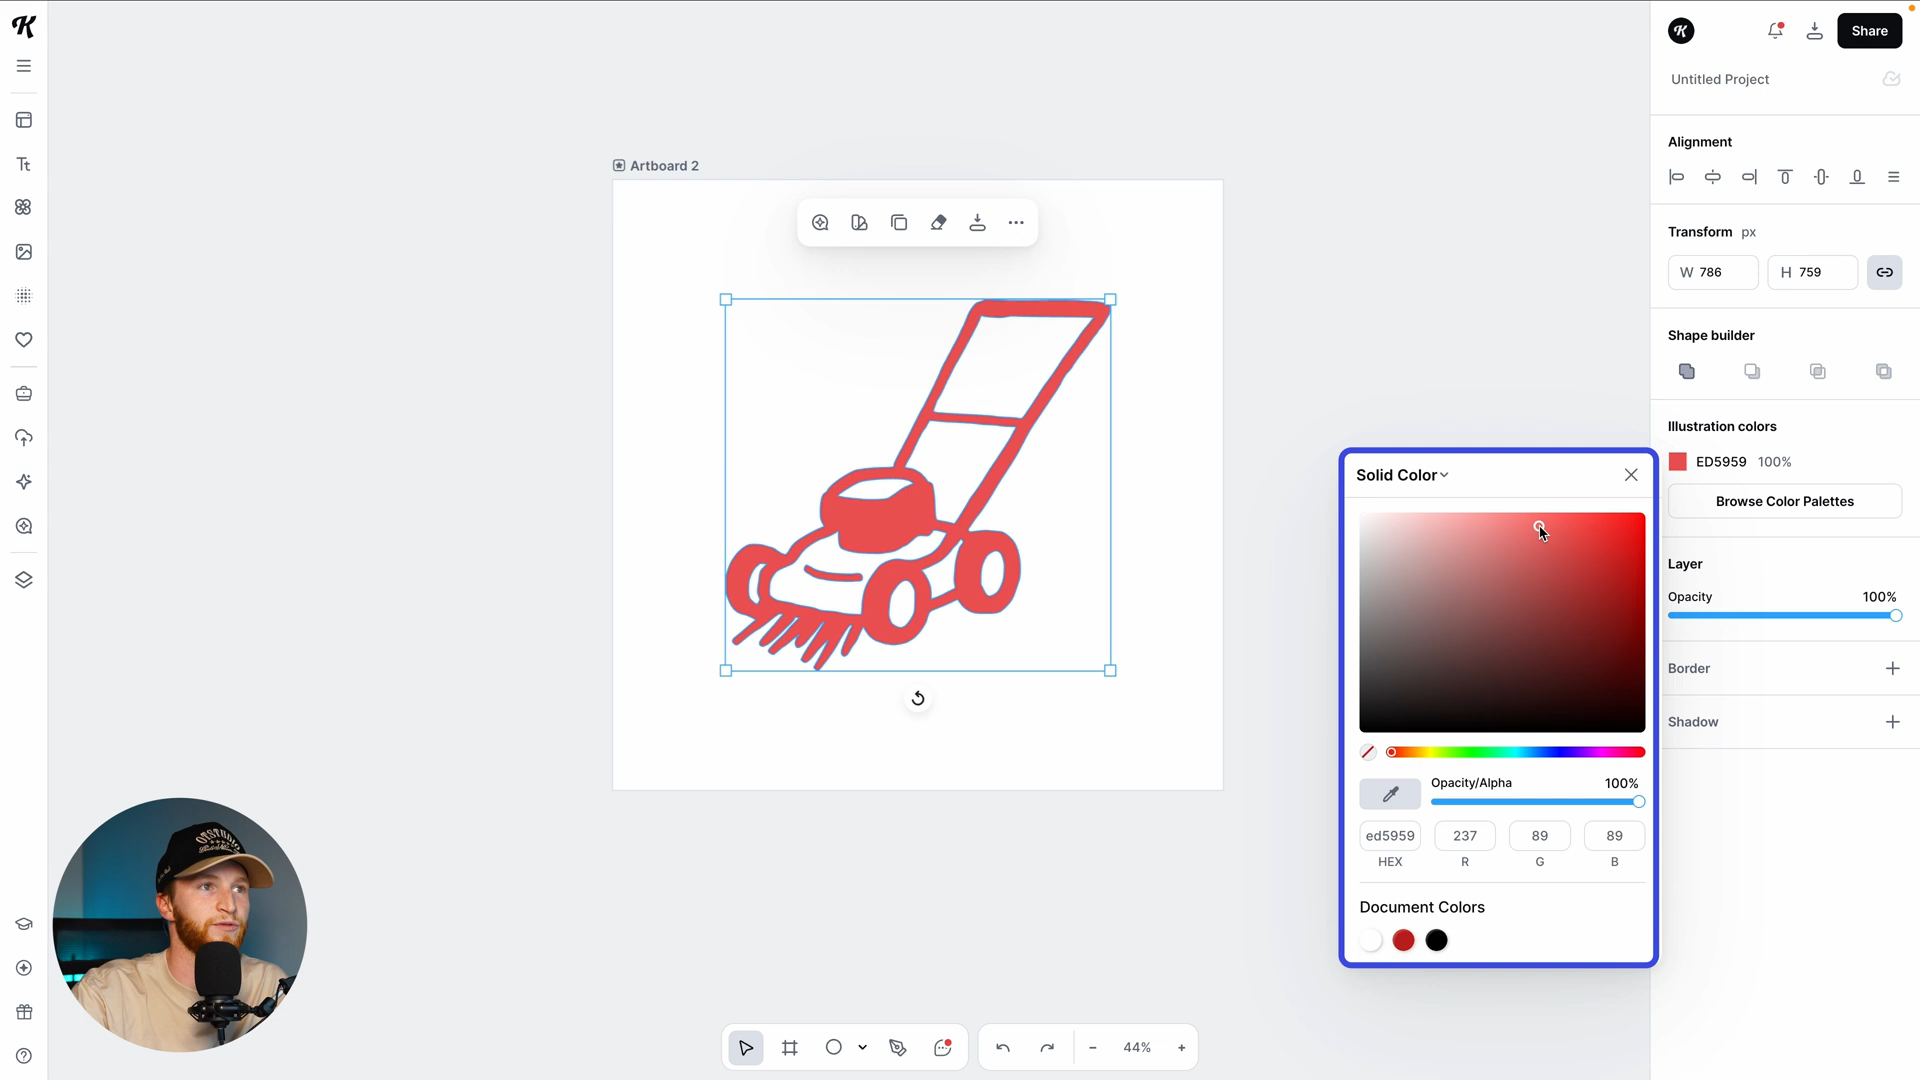 Share
Untitled Project
Alignment
Artboard 2
Transform px
W 786
H 759
Shape builder
Illustration colors
ED5959 100%
Browse Color Palettes
Solid Color
Layer
Opacity 100%
Border
Shadow
Opacity/Alpha 100%
ed5959 237 89 89
HEX R G B
Document Colors
44%
Tt